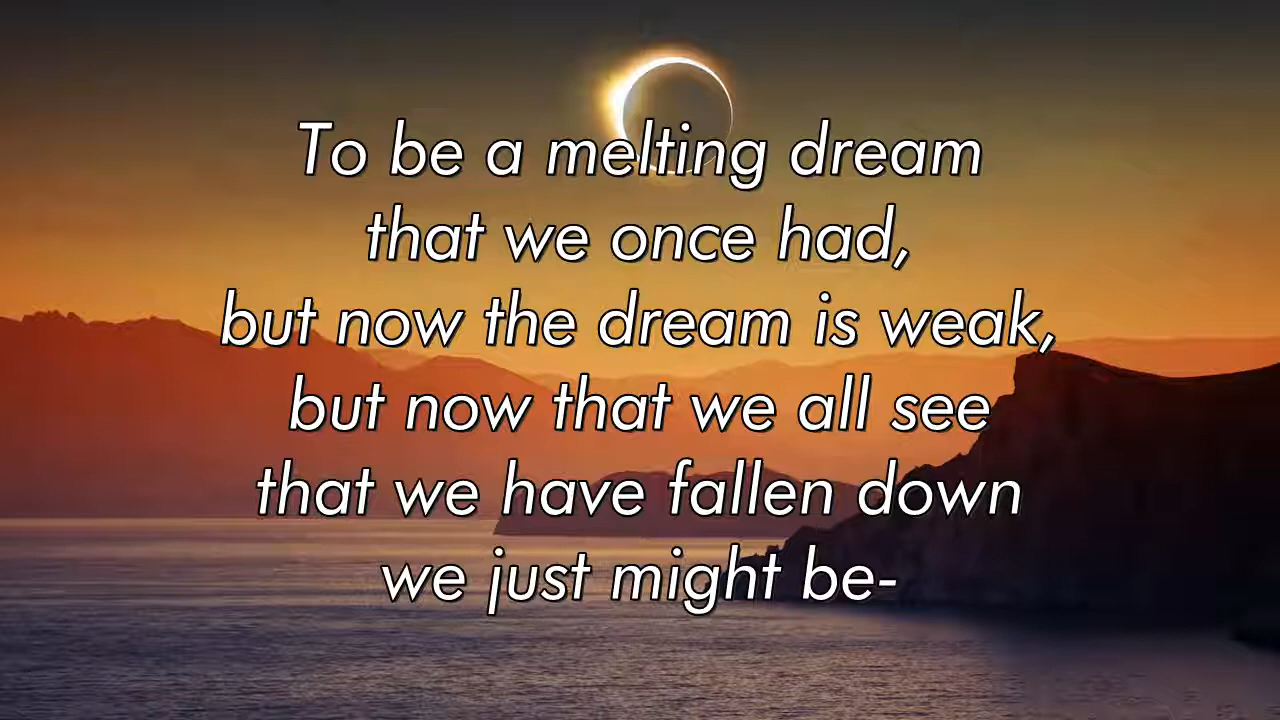 To be a melting dream
that we once had,
but now the dream is weak,
but now that we all see
that we have fallen down
we just might be-